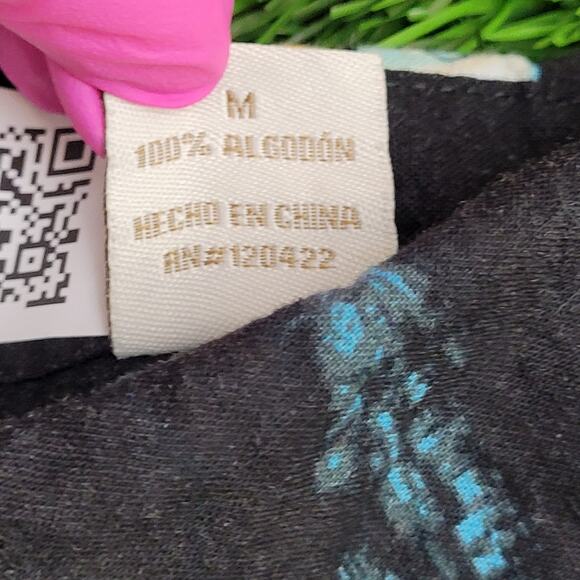 M
100% ALGODÓN
HECHO EN CHINA
RN#120422